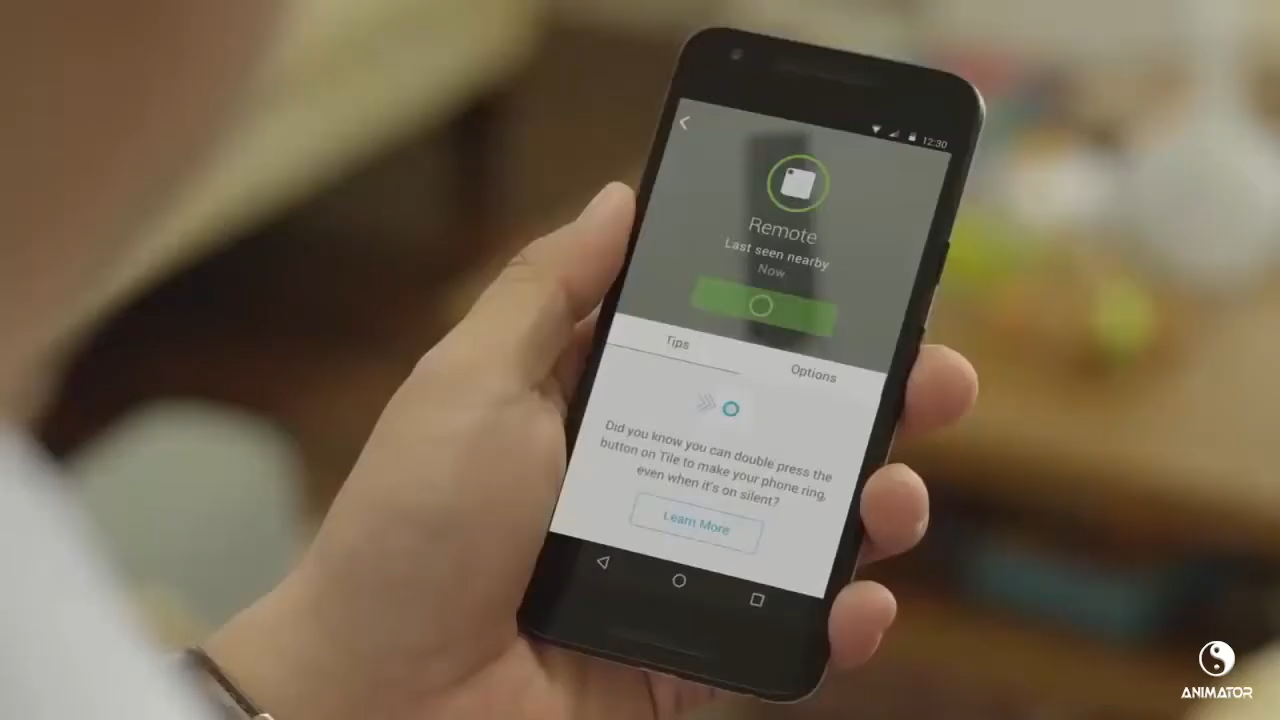 12:30
Remote
Last seen nearby
Now
Tips
Options
Did you know you can double press the
button on Tile to make your phone ring,
even when it's on silent?
Learn More
ANIMATOR